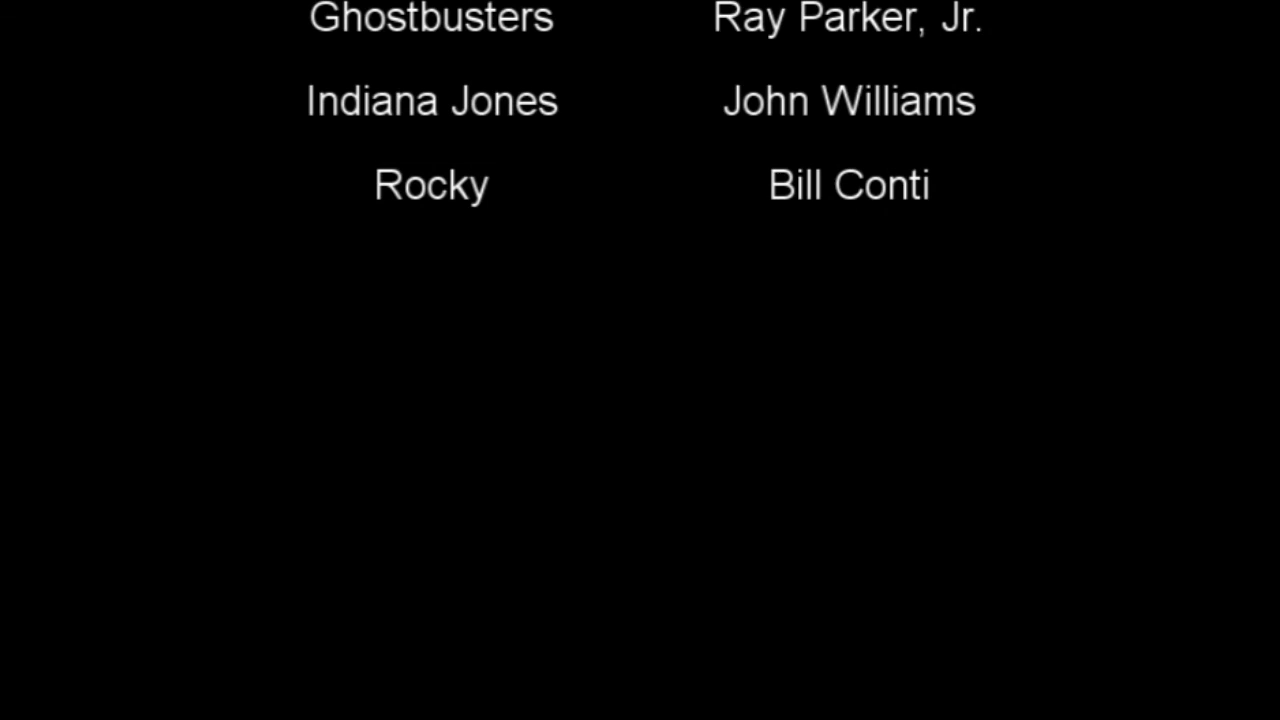 Ghostbusters Ray Parker, Jr.
Indiana Jones John Williams
Rocky Bill Conti